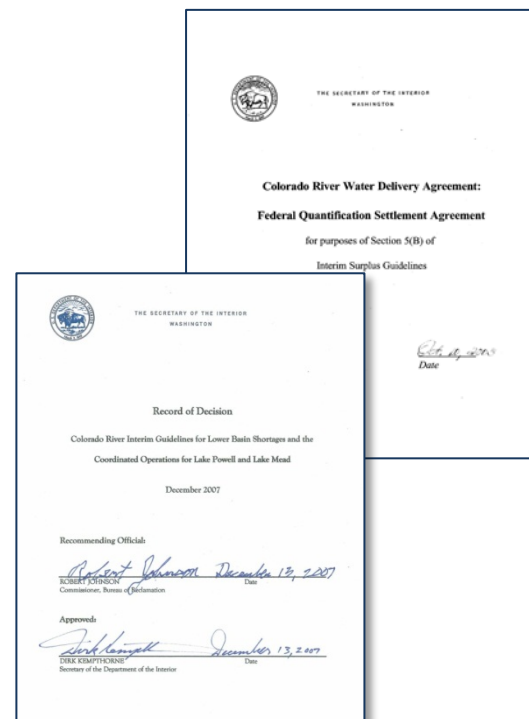 THE SECRETARY OF THE INTERIOR
WASHINGTON
Colorado River Water Delivery Agreement:
Federal Quantification Settlement Agreement
for purposes of Section 5(B) of
Interim Surplus Guidelines
Date
THE SECRETARY OF THE INTERIOR
WASHINGTON
Record of Decision
Colorado River Interim Guidelines for Lower Basin Shortages and the
Coordinated Operations for Lake Powell and Lake Mead
December 2007
Recommending Official:
Robert Johnson December 13, 2007
ROBERT JOHNSON Date
Commissioner, Bureau of Reclamation
Approved:
Dirk Kempthorne December 13, 2007
DIRK KEMPTHORNE Date
Secretary of the Department of the Interior